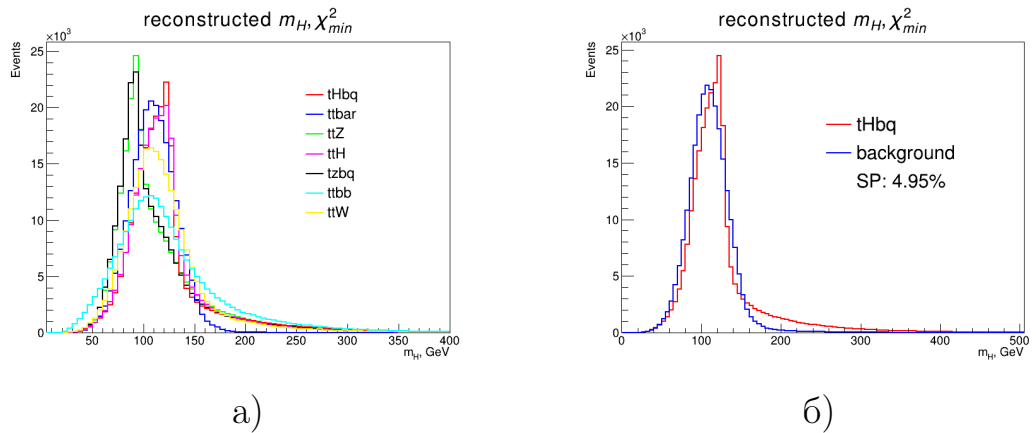 reconstructed m_H, χ²_min
×10³
Events
25
20
15
10
5
0
50
100
150
200
250
300
350
400
m_H, GeV
tHbq
ttbar
ttZ
ttH
tzbq
ttbb
ttW
а)
reconstructed m_H, χ²_min
×10³
Events
25
20
15
10
5
0
0
100
200
300
400
500
m_H, GeV
tHbq
background
SP: 4.95%
б)